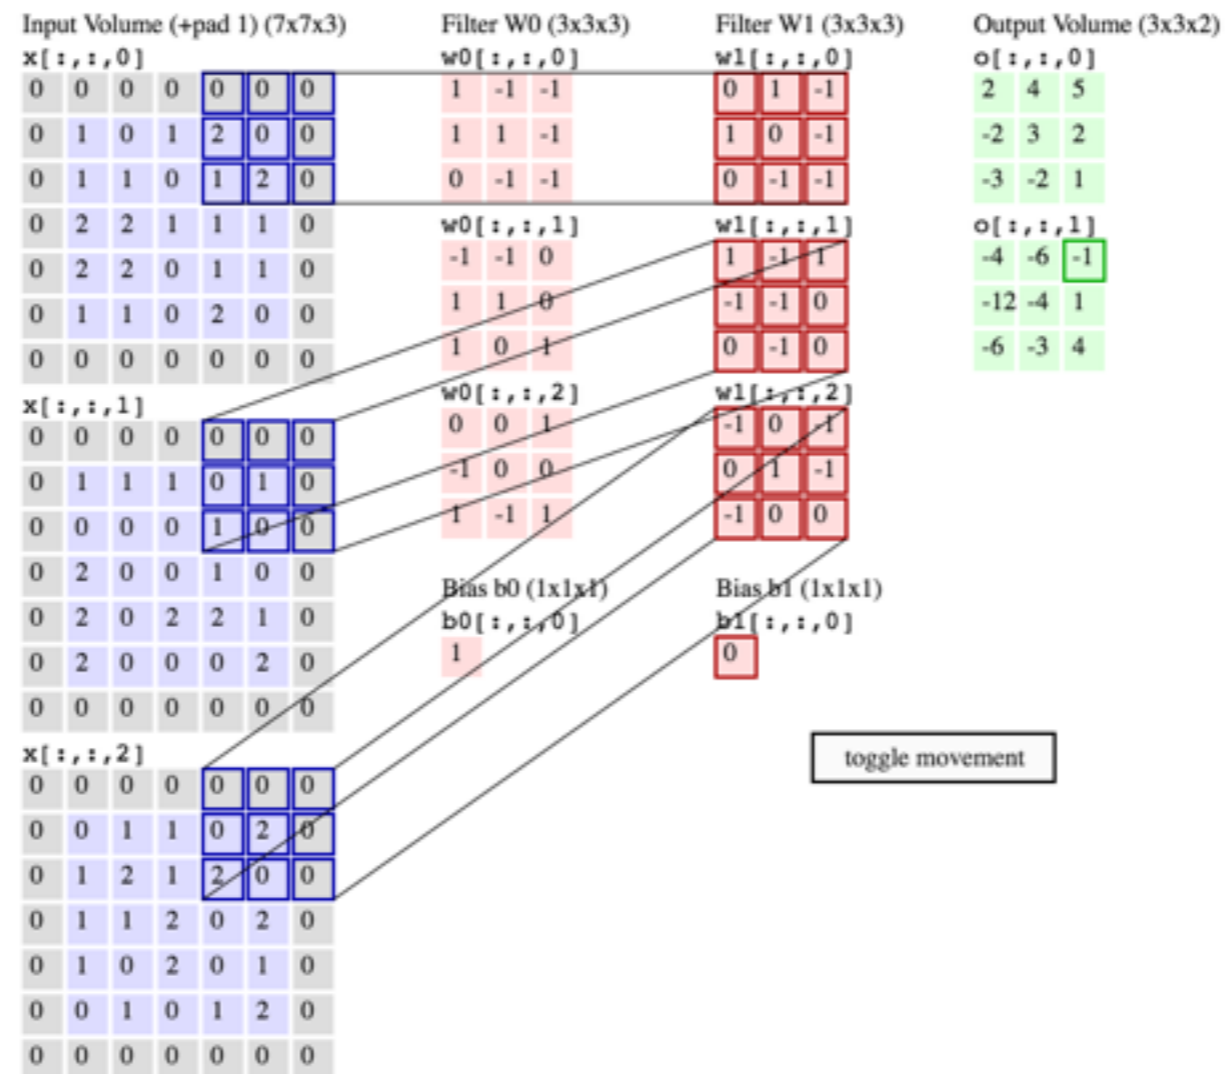 Input Volume (+pad 1) (7x7x3) Filter W0 (3x3x3) Filter W1 (3x3x3) Output Volume (3x3x2)
x[:,:,0] w0[:,:,0] w1[:,:,0] o[:,:,0]
0 0 0 0 0 0 0 1 -1 -1 0 1 -1 2 4 5
0 1 0 1 2 0 0 1 1 -1 1 0 -1 -2 3 2
0 1 1 0 1 2 0 0 -1 -1 0 -1 -1 -3 -2 1
0 2 2 1 1 1 0 w0[:,:,1] w1[:,:,1] o[:,:,1]
0 2 2 0 1 1 0 -1 -1 0 1 -1 1 -4 -6 -1
0 1 1 0 2 0 0 1 1 0 -1 -1 0 -12 -4 1
0 0 0 0 0 0 0 1 0 1 0 -1 0 -6 -3 4
x[:,:,1] w0[:,:,2] w1[:,:,2]
0 0 0 0 0 0 0 0 0 1 -1 0 -1
0 1 1 1 0 1 0 -1 0 0 0 1 -1
0 0 0 0 1 0 0 1 -1 1 -1 0 0
0 2 0 0 1 0 0 Bias b0 (1x1x1) Bias b1 (1x1x1)
0 2 0 2 2 1 0 b0[:,:,0] b1[:,:,0]
0 2 0 0 0 2 0 1 0
0 0 0 0 0 0 0
x[:,:,2] toggle movement
0 0 0 0 0 0 0
0 0 1 1 0 2 0
0 1 2 1 2 0 0
0 1 1 2 0 2 0
0 1 0 2 0 1 0
0 0 1 0 1 2 0
0 0 0 0 0 0 0